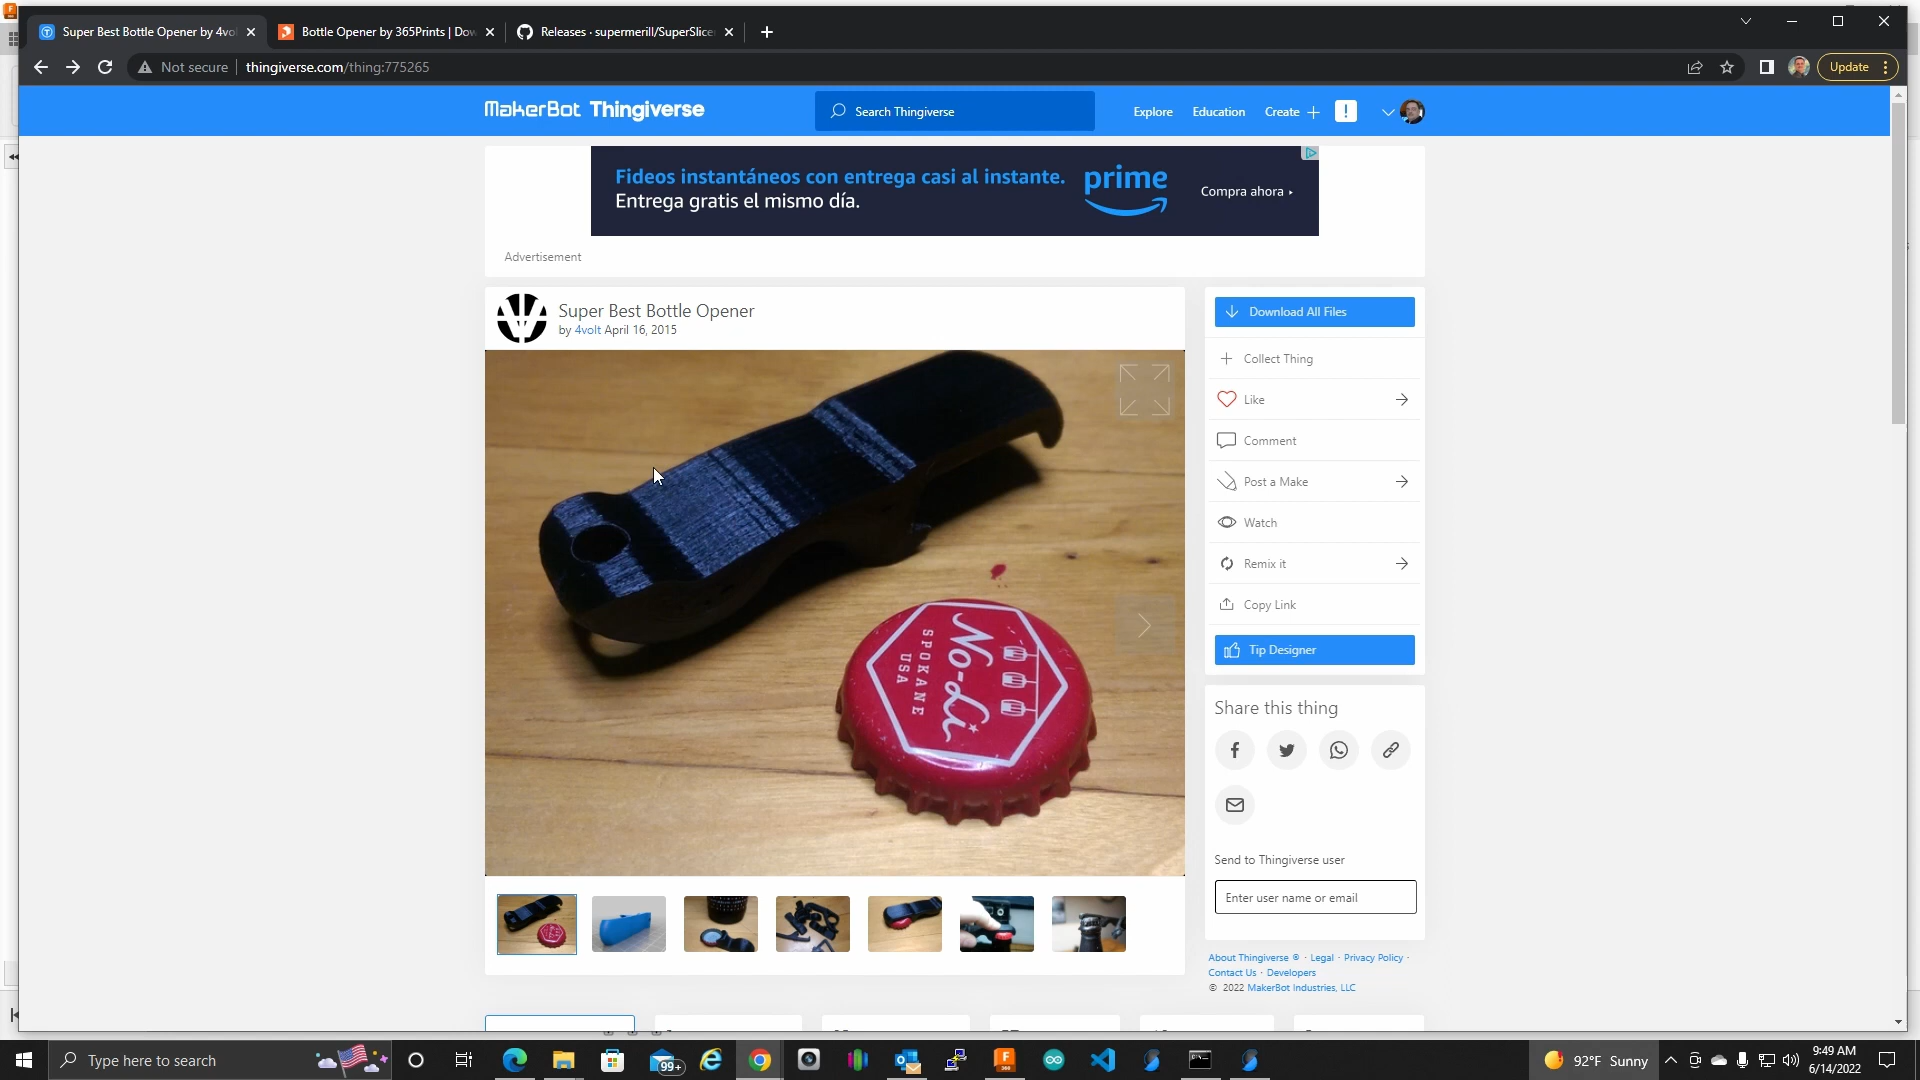 Super Best Bottle Opener by 4vol
Bottle Opener by 365Prints | Dow
Releases · supermerill/SuperSlice
Not secure
thingiverse.com/thing:775265
Update
MakerBot Thingiverse
Search Thingiverse
Explore
Education
Create
Fideos instantáneos con entrega casi al instante.
Entrega gratis el mismo día.
prime
Compra ahora
Advertisement
Super Best Bottle Opener
by 4volt April 16, 2015
No-Li
SPOKANE
USA
Download All Files
Collect Thing
Like
Comment
Post a Make
Watch
Remix it
Copy Link
Tip Designer
Share this thing
Send to Thingiverse user
Enter user name or email
About Thingiverse ® · Legal · Privacy Policy ·
Contact Us · Developers
© 2022 MakerBot Industries, LLC
Type here to search
99+
92°F Sunny
9:49 AM
6/14/2022